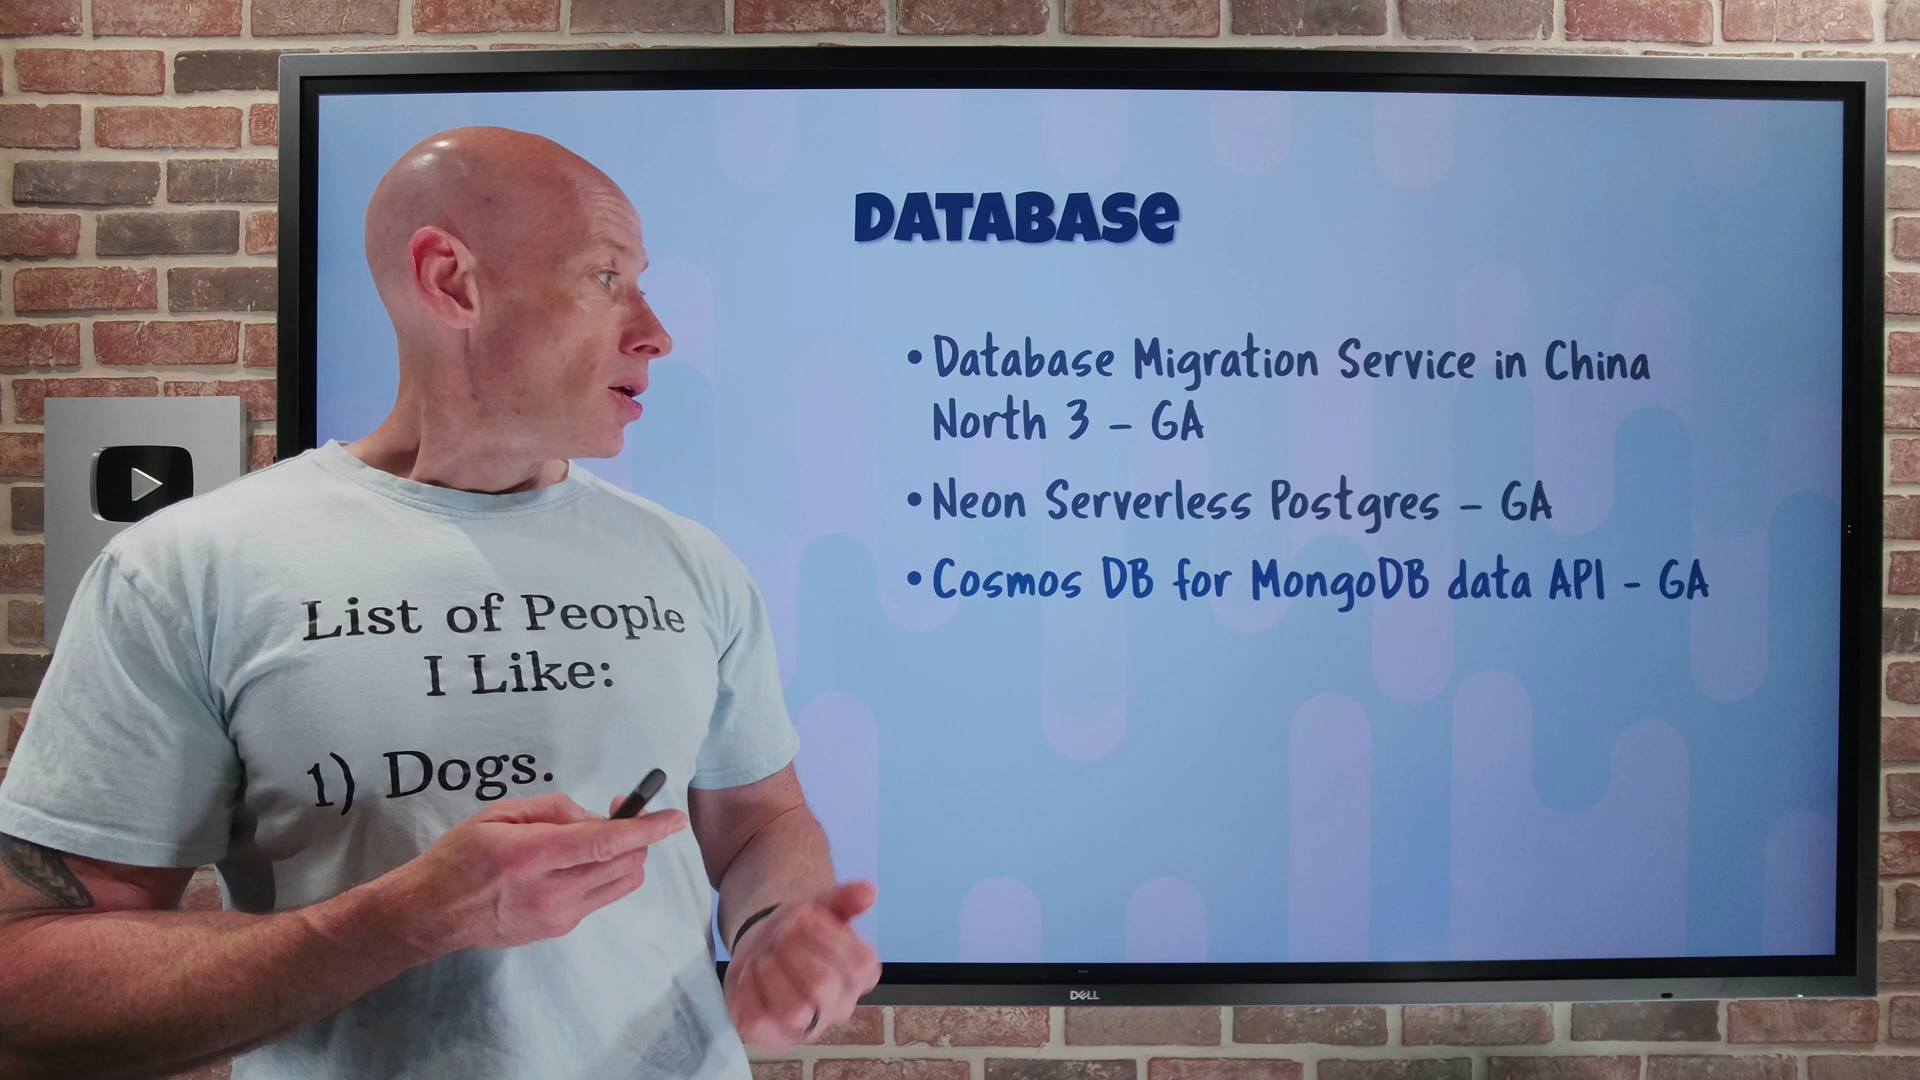 DATABASE
• Database Migration Service in China
North 3 – GA
• Neon Serverless Postgres – GA
• Cosmos DB for MongoDB data API - GA
List of People
I Like:
1) Dogs.
DELL